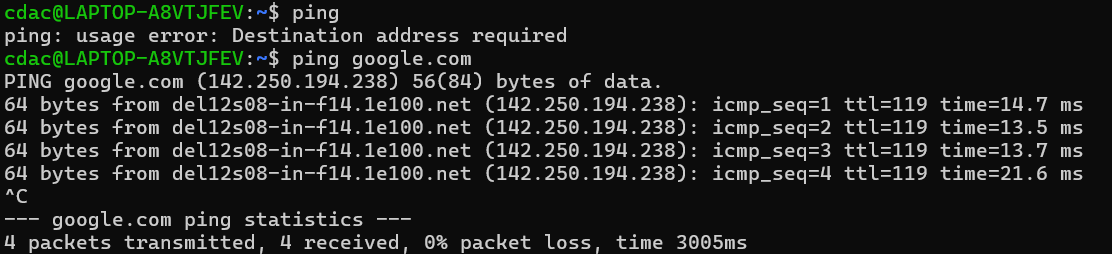 cdac@LAPTOP-A8VTJFEV:~$ ping
ping: usage error: Destination address required
cdac@LAPTOP-A8VTJFEV:~$ ping google.com
PING google.com (142.250.194.238) 56(84) bytes of data.
64 bytes from del12s08-in-f14.1e100.net (142.250.194.238): icmp_seq=1 ttl=119 time=14.7 ms
64 bytes from del12s08-in-f14.1e100.net (142.250.194.238): icmp_seq=2 ttl=119 time=13.5 ms
64 bytes from del12s08-in-f14.1e100.net (142.250.194.238): icmp_seq=3 ttl=119 time=13.7 ms
64 bytes from del12s08-in-f14.1e100.net (142.250.194.238): icmp_seq=4 ttl=119 time=21.6 ms
^C
--- google.com ping statistics ---
4 packets transmitted, 4 received, 0% packet loss, time 3005ms